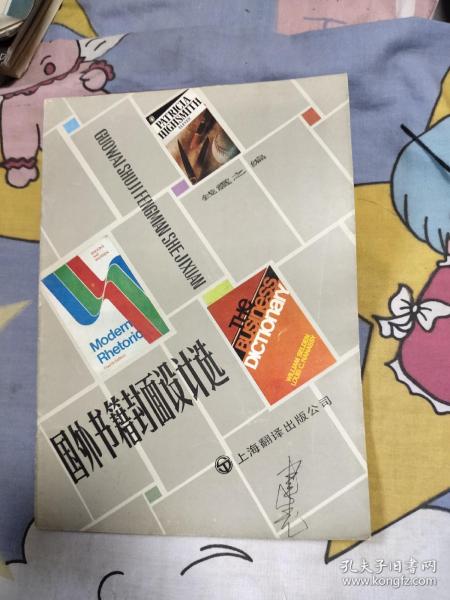 PATRICIA
HIGHSMITH
GUOWAI SHUJI FENGMIAN SHEJI XUAN
Modern
Rhetoric
The
Business
Dictionary
国外书籍封面设计选
上海翻译出版公司
孔夫子旧书网
www.kongfz.com